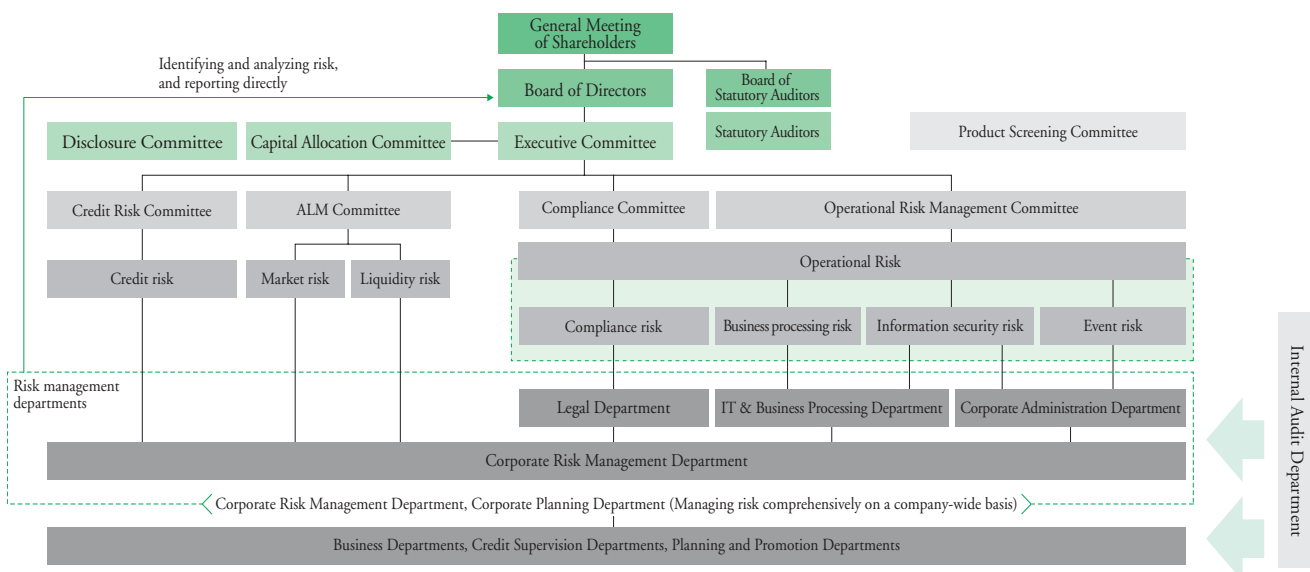 General Meeting
of Shareholders
Identifying and analyzing risk,
and reporting directly
Board of Directors
Board of
Statutory Auditors
Disclosure Committee
Capital Allocation Committee
Executive Committee
Statutory Auditors
Product Screening Committee
Credit Risk Committee
ALM Committee
Compliance Committee
Operational Risk Management Committee
Operational Risk
Credit risk
Market risk
Liquidity risk
Compliance risk
Business processing risk
Information security risk
Event risk
Risk management
departments
Legal Department
IT & Business Processing Department
Corporate Administration Department
Corporate Risk Management Department
Corporate Risk Management Department, Corporate Planning Department (Managing risk comprehensively on a company-wide basis)
Business Departments, Credit Supervision Departments, Planning and Promotion Departments
Internal Audit Department